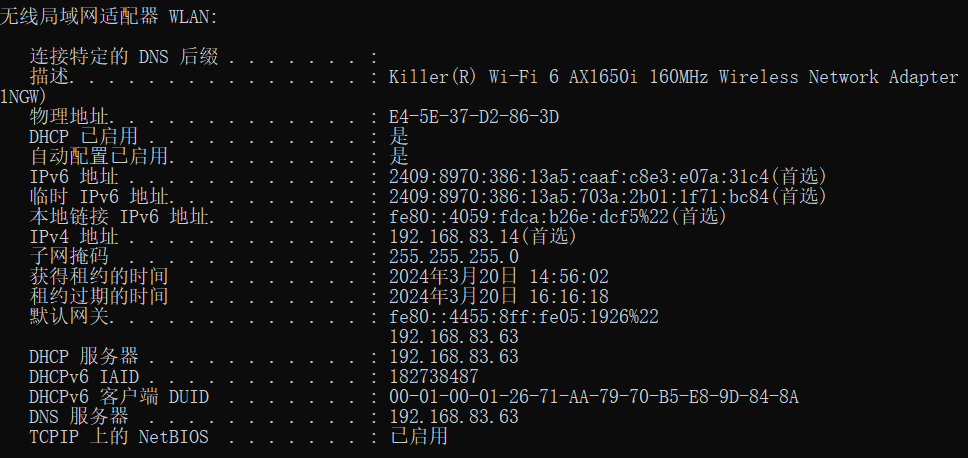 无线局域网适配器 WLAN:
连接特定的 DNS 后缀 . . . . . . . :
描述. . . . . . . . . . . . . . . : Killer(R) Wi-Fi 6 AX1650i 160MHz Wireless Network Adapter
1NGW)
物理地址. . . . . . . . . . . . . : E4-5E-37-D2-86-3D
DHCP 已启用 . . . . . . . . . . . : 是
自动配置已启用. . . . . . . . . . : 是
IPv6 地址 . . . . . . . . . . . . : 2409:8970:386:13a5:caaf:c8e3:e07a:31c4(首选)
临时 IPv6 地址. . . . . . . . . . : 2409:8970:386:13a5:703a:2b01:1f71:bc84(首选)
本地链接 IPv6 地址. . . . . . . . : fe80::4059:fdca:b26e:dcf5%22(首选)
IPv4 地址 . . . . . . . . . . . . : 192.168.83.14(首选)
子网掩码 . . . . . . . . . . . . : 255.255.255.0
获得租约的时间 . . . . . . . . . : 2024年3月20日 14:56:02
租约过期的时间 . . . . . . . . . : 2024年3月20日 16:16:18
默认网关. . . . . . . . . . . . . : fe80::4455:8ff:fe05:1926%22
192.168.83.63
DHCP 服务器 . . . . . . . . . . . : 192.168.83.63
DHCPv6 IAID . . . . . . . . . . . : 182738487
DHCPv6 客户端 DUID . . . . . . . : 00-01-00-01-26-71-AA-79-70-B5-E8-9D-84-8A
DNS 服务器 . . . . . . . . . . . : 192.168.83.63
TCPIP 上的 NetBIOS . . . . . . . : 已启用